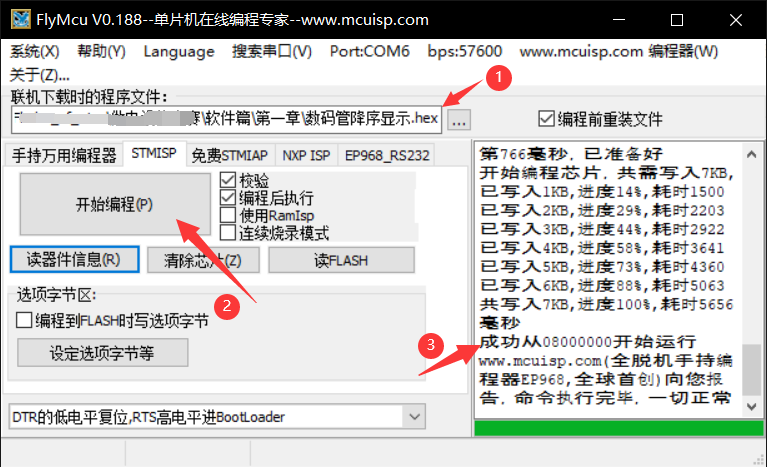 FlyMcu V0.188--单片机在线编程专家--www.mcuisp.com
系统(X) 帮助(Y) Language 搜索串口(V) Port:COM6 bps:57600 www.mcuisp.com 编程器(W)
关于(Z)...
联机下载时的程序文件:
赛\软件篇\第一章\数码管降序显示.hex ... 编程前重装文件
1
手持万用编程器 STMISP 免费STMIAP NXP ISP EP968_RS232
开始编程(P)
校验
编程后执行
使用RamIsp
连续烧录模式
读器件信息(R) 清除芯片(Z) 读FLASH
2
选项字节区:
编程到FLASH时写选项字节
设定选项字节等
DTR的低电平复位,RTS高电平进BootLoader
第766毫秒, 已准备好
开始编程芯片, 共需写入7KB,
已写入1KB,进度14%,耗时1500
已写入2KB,进度29%,耗时2203
已写入3KB,进度44%,耗时2922
已写入4KB,进度58%,耗时3641
已写入5KB,进度73%,耗时4360
已写入6KB,进度88%,耗时5063
共写入7KB,进度100%,耗时5656
毫秒
3
成功从08000000开始运行
www.mcuisp.com(全脱机手持编
程器EP968,全球首创)向您报
告, 命令执行完毕, 一切正常